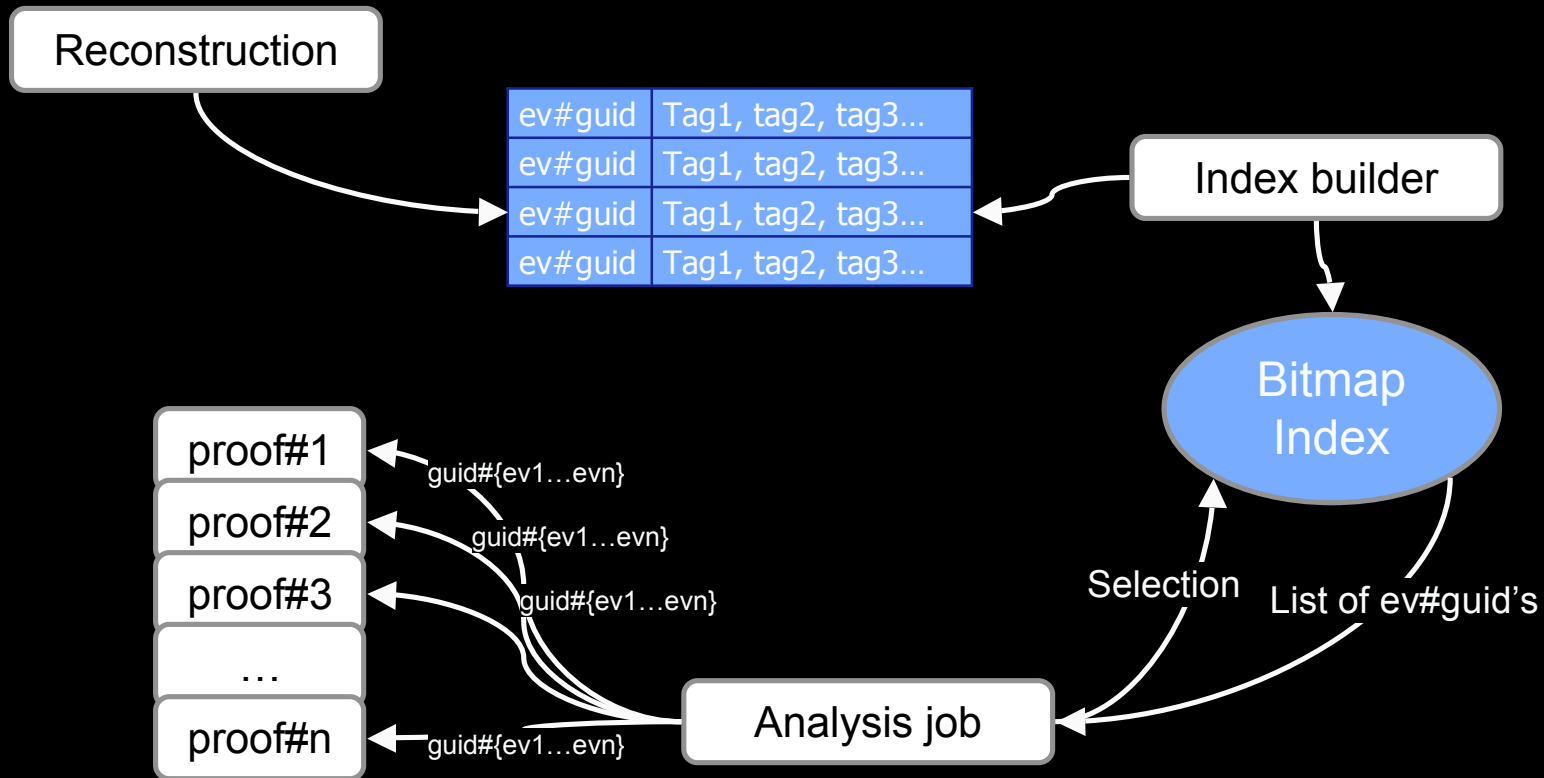 Reconstruction
ev#guid Tag1, tag2, tag3…
ev#guid Tag1, tag2, tag3…
ev#guid Tag1, tag2, tag3…
ev#guid Tag1, tag2, tag3…
Index builder
Bitmap
Index
proof#1
guid#{ev1…evn}
proof#2
guid#{ev1…evn}
proof#3
guid#{ev1…evn}
…
proof#n
guid#{ev1…evn}
Selection
List of ev#guid’s
Analysis job